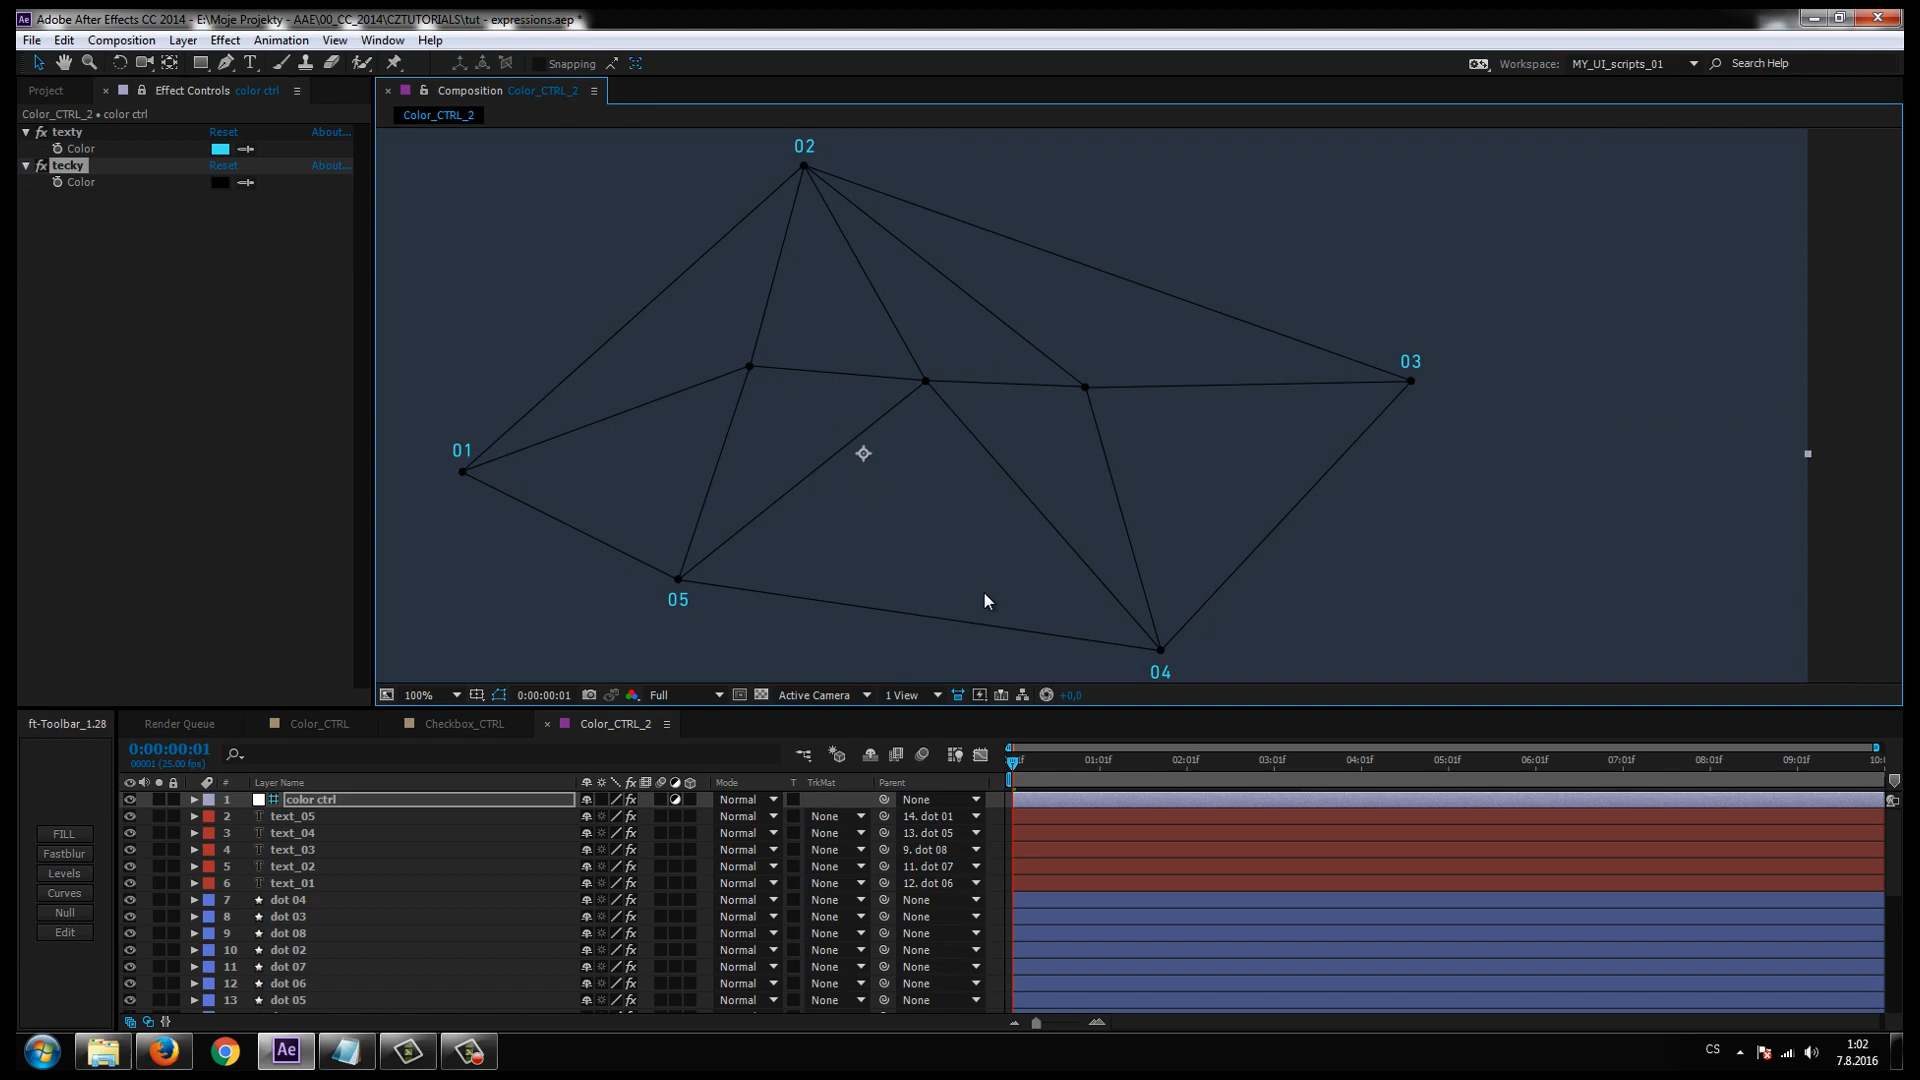 Adobe After Effects CC 2014 - E:\Moje Projekty - AAE\00_CC_2014\CZTUTORIALS\tut - expressions.aep *
File Edit Composition Layer Effect Animation View Window Help
Snapping Workspace: MY_UI_scripts_01 Search Help
Project Effect Controls color ctrl
Composition Color_CTRL_2
Color_CTRL_2 • color ctrl
Color_CTRL_2
texty Reset About...
Color
tecky Reset About...
Color
02
03
01
05
04
100% 0:00:00:01 Full Active Camera 1 View +0,0
ft-Toolbar_1.28 Render Queue Color_CTRL Checkbox_CTRL Color_CTRL_2
0:00:00:01
00001 (25.00 fps)
01:01f 02:01f 03:01f 04:01f 05:01f 06:01f 07:01f 08:01f 09:01f 10:
# Layer Name Mode T TrkMat Parent
1 color ctrl Normal None
2 text_05 Normal None 14. dot 01
3 text_04 Normal None 13. dot 05
4 text_03 Normal None 9. dot 08
5 text_02 Normal None 11. dot 07
6 text_01 Normal None 12. dot 06
7 dot 04 Normal None None
8 dot 03 Normal None None
9 dot 08 Normal None None
10 dot 02 Normal None None
11 dot 07 Normal None None
12 dot 06 Normal None None
13 dot 05 Normal None None
FILL
Fastblur
Levels
Curves
Null
Edit
CS
1:02
7.8.2016